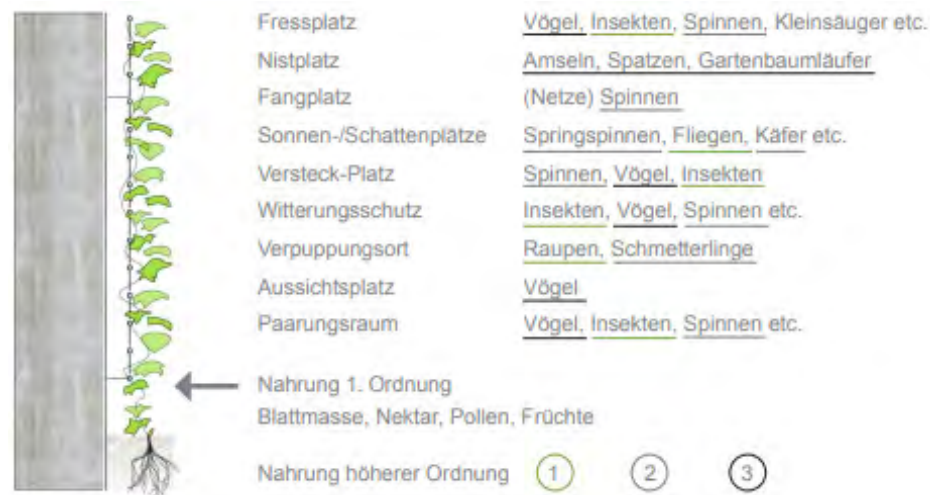 Fressplatz Vögel, Insekten, Spinnen, Kleinsäuger etc.
Nistplatz Amseln, Spatzen, Gartenbaumläufer
Fangplatz (Netze) Spinnen
Sonnen-/Schattenplätze Springspinnen, Fliegen, Käfer etc.
Versteck-Platz Spinnen, Vögel, Insekten
Witterungsschutz Insekten, Vögel, Spinnen etc.
Verpuppungsort Raupen, Schmetterlinge
Aussichtsplatz Vögel
Paarungsraum Vögel, Insekten, Spinnen etc.
Nahrung 1. Ordnung
Blattmasse, Nektar, Pollen, Früchte
Nahrung höherer Ordnung 1 2 3